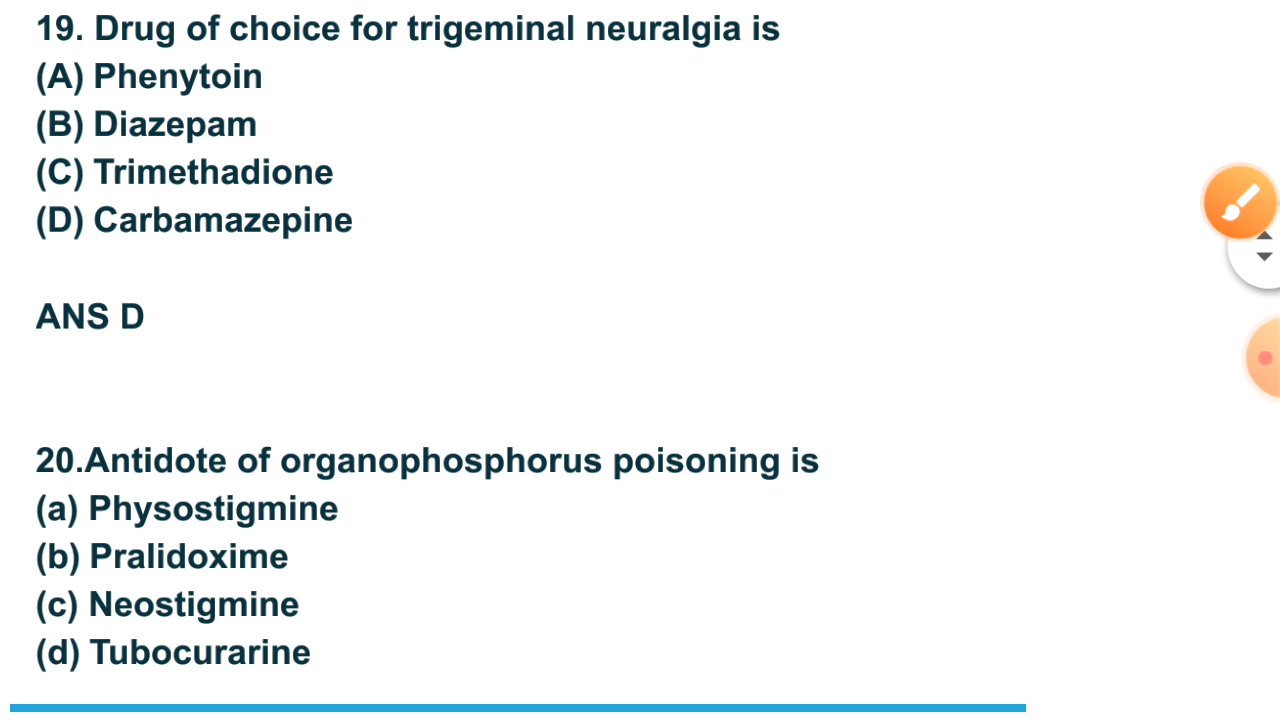 19. Drug of choice for trigeminal neuralgia is
(A) Phenytoin
(B) Diazepam
(C) Trimethadione
(D) Carbamazepine
ANS D
20.Antidote of organophosphorus poisoning is
(a) Physostigmine
(b) Pralidoxime
(c) Neostigmine
(d) Tubocurarine